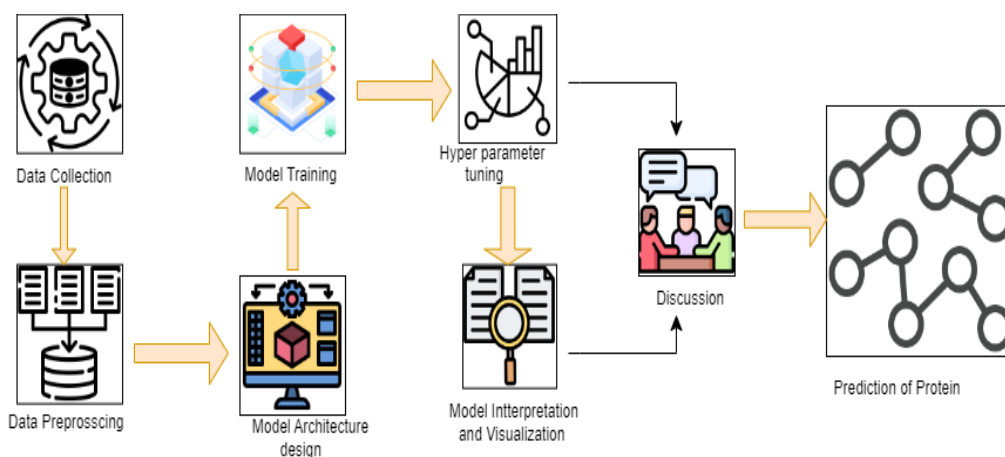 Data Collection
Model Training
Hyper parameter
tuning
Discussion
Data Preprosscing
Model Architecture
design
Model Intterpretation
and Visualization
Prediction of Protein